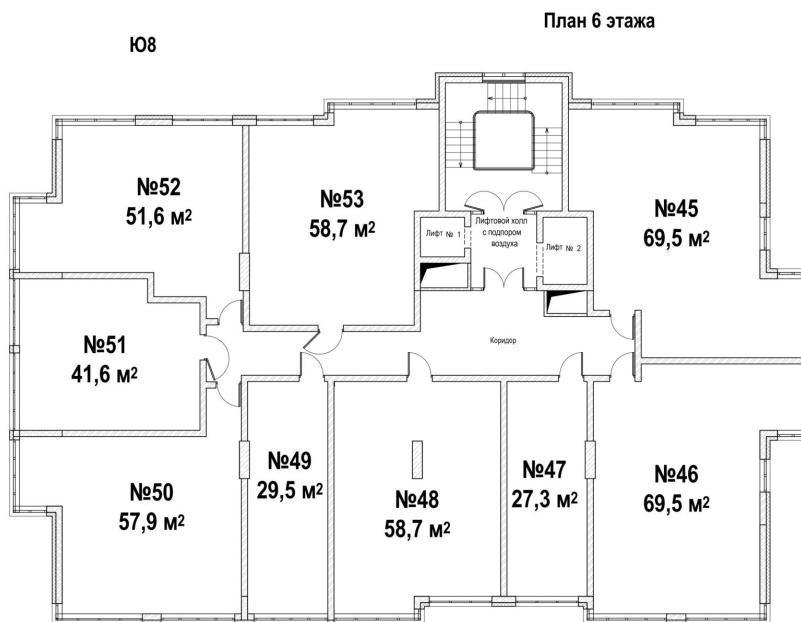 План 6 этажа
Ю8
№52
51,6 м²
№53
58,7 м²
№45
69,5 м²
Лифт № 1
Лифтовой холл
с подпором
воздуха
Лифт № 2
№51
41,6 м²
Коридор
№50
57,9 м²
№49
29,5 м²
№48
58,7 м²
№47
27,3 м²
№46
69,5 м²